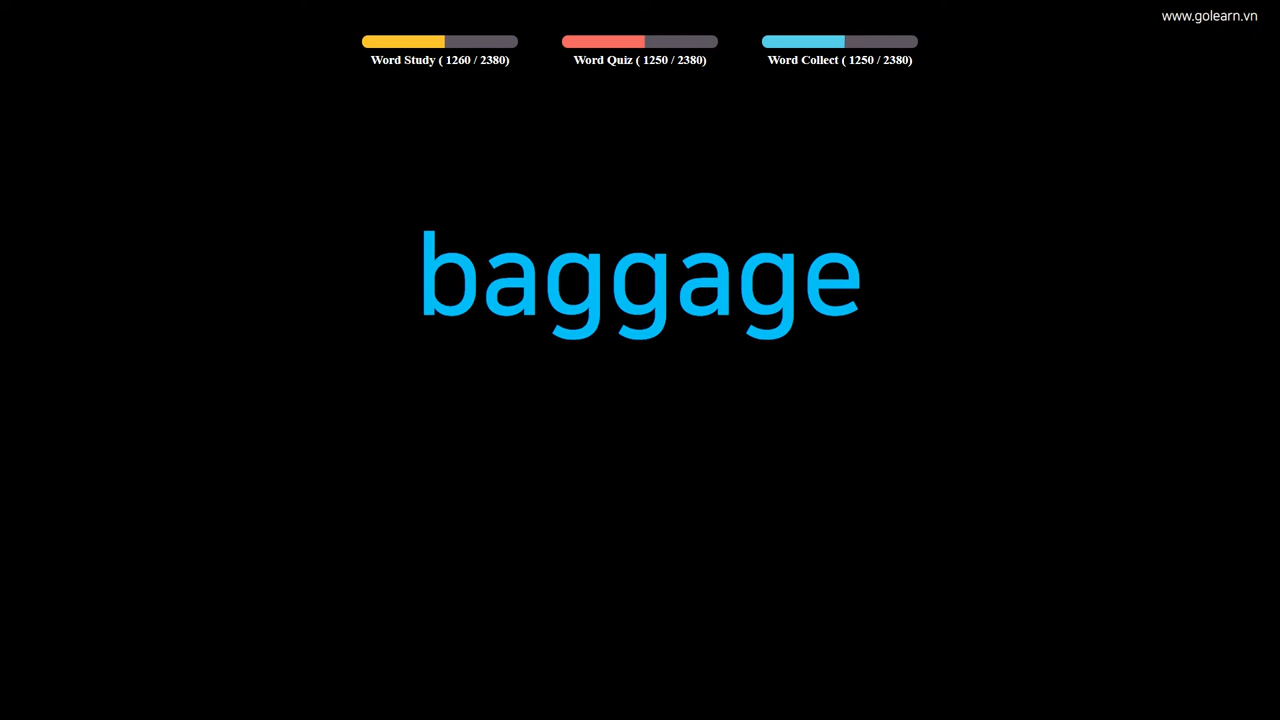 www.golearn.vn
Word Study ( 1260 / 2380)
Word Quiz ( 1250 / 2380)
Word Collect ( 1250 / 2380)
baggage